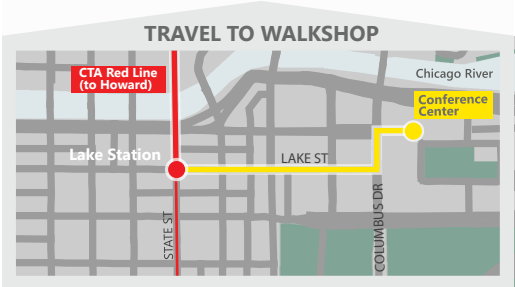 TRAVEL TO WALKSHOP
CTA Red Line
(to Howard)
Chicago River
Conference
Center
Lake Station
LAKE ST
STATE ST
COLUMBUS DR